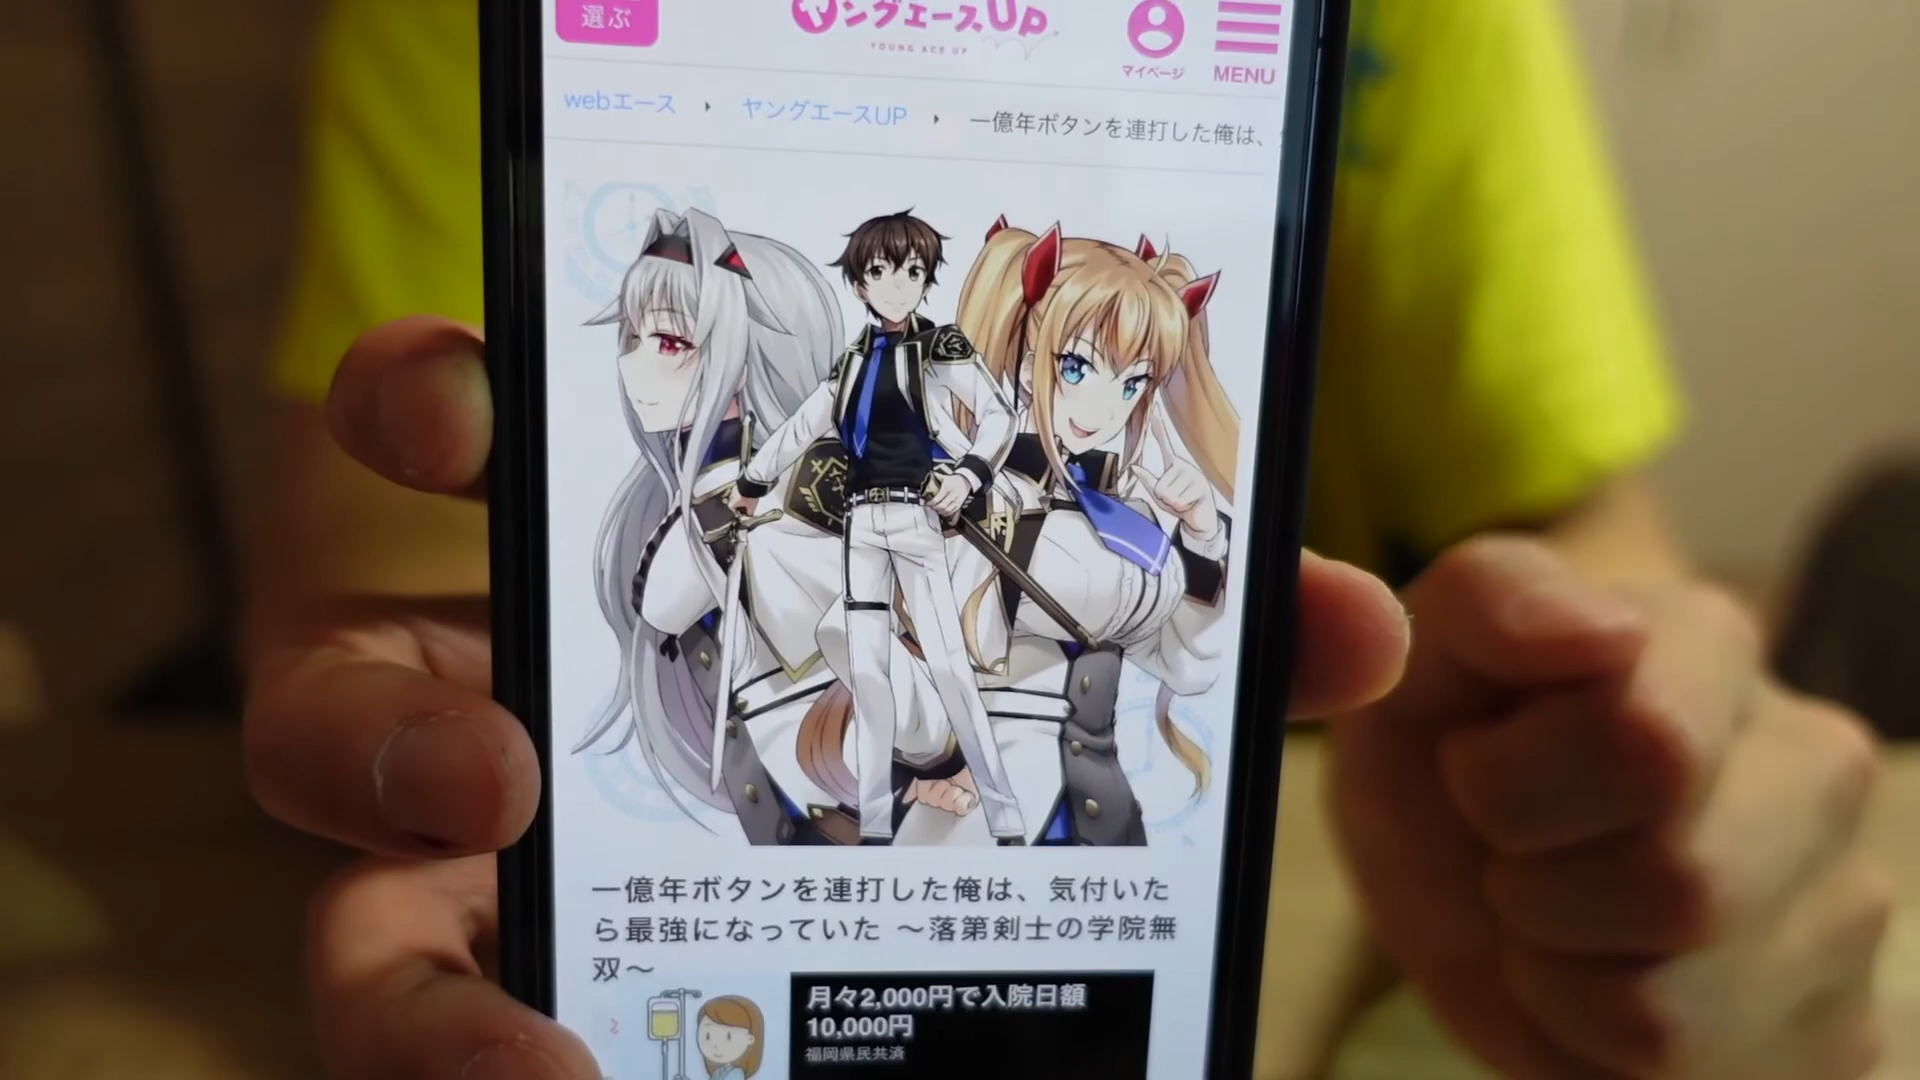 選ぶ
ヤングエースUP
YOUNG ACE UP
マイページ
MENU
webエース
ヤングエースUP
一億年ボタンを連打した俺は、
一億年ボタンを連打した俺は、気付いた
ら最強になっていた ～落第剣士の学院無
双～
月々2,000円で入院日額
10,000円
福岡県民共済